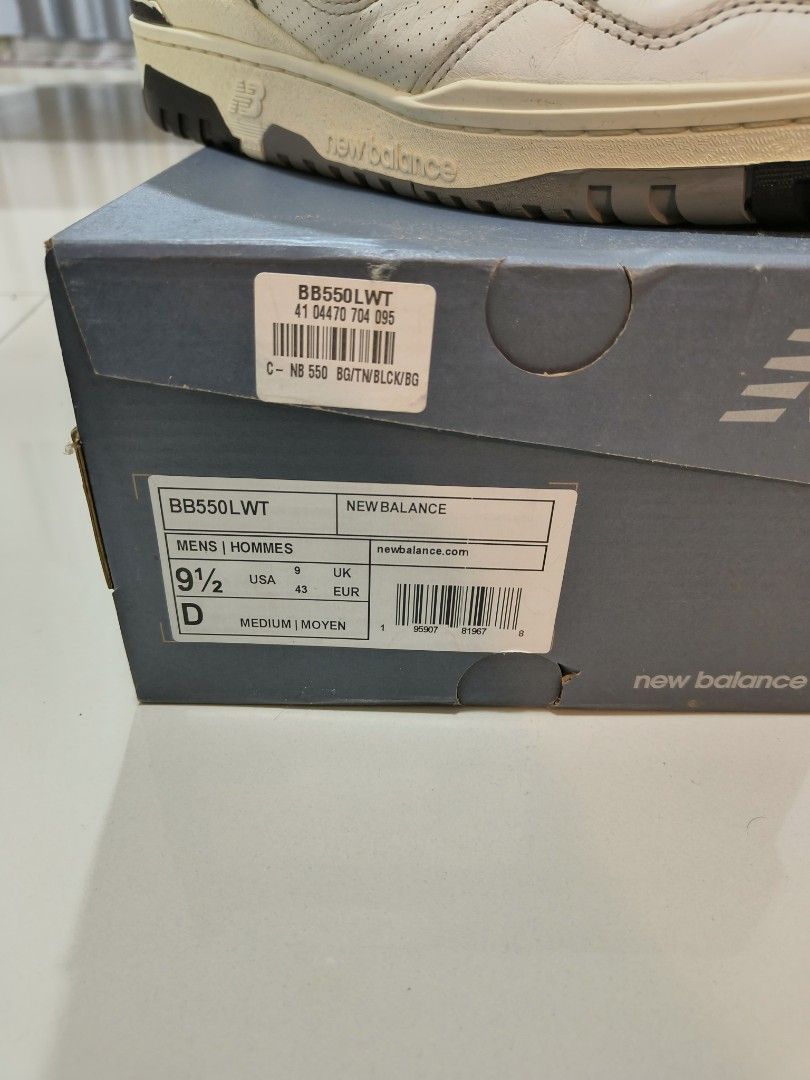 new balance
BB550LWT
41 04470 704 095
C- NB 550 BG/TN/BLCK/BG
BB550LWT
NEW BALANCE
MENS | HOMMES
newbalance.com
9½ USA 9 UK
43 EUR
D MEDIUM | MOYEN
1 95907 81967 8
new balance